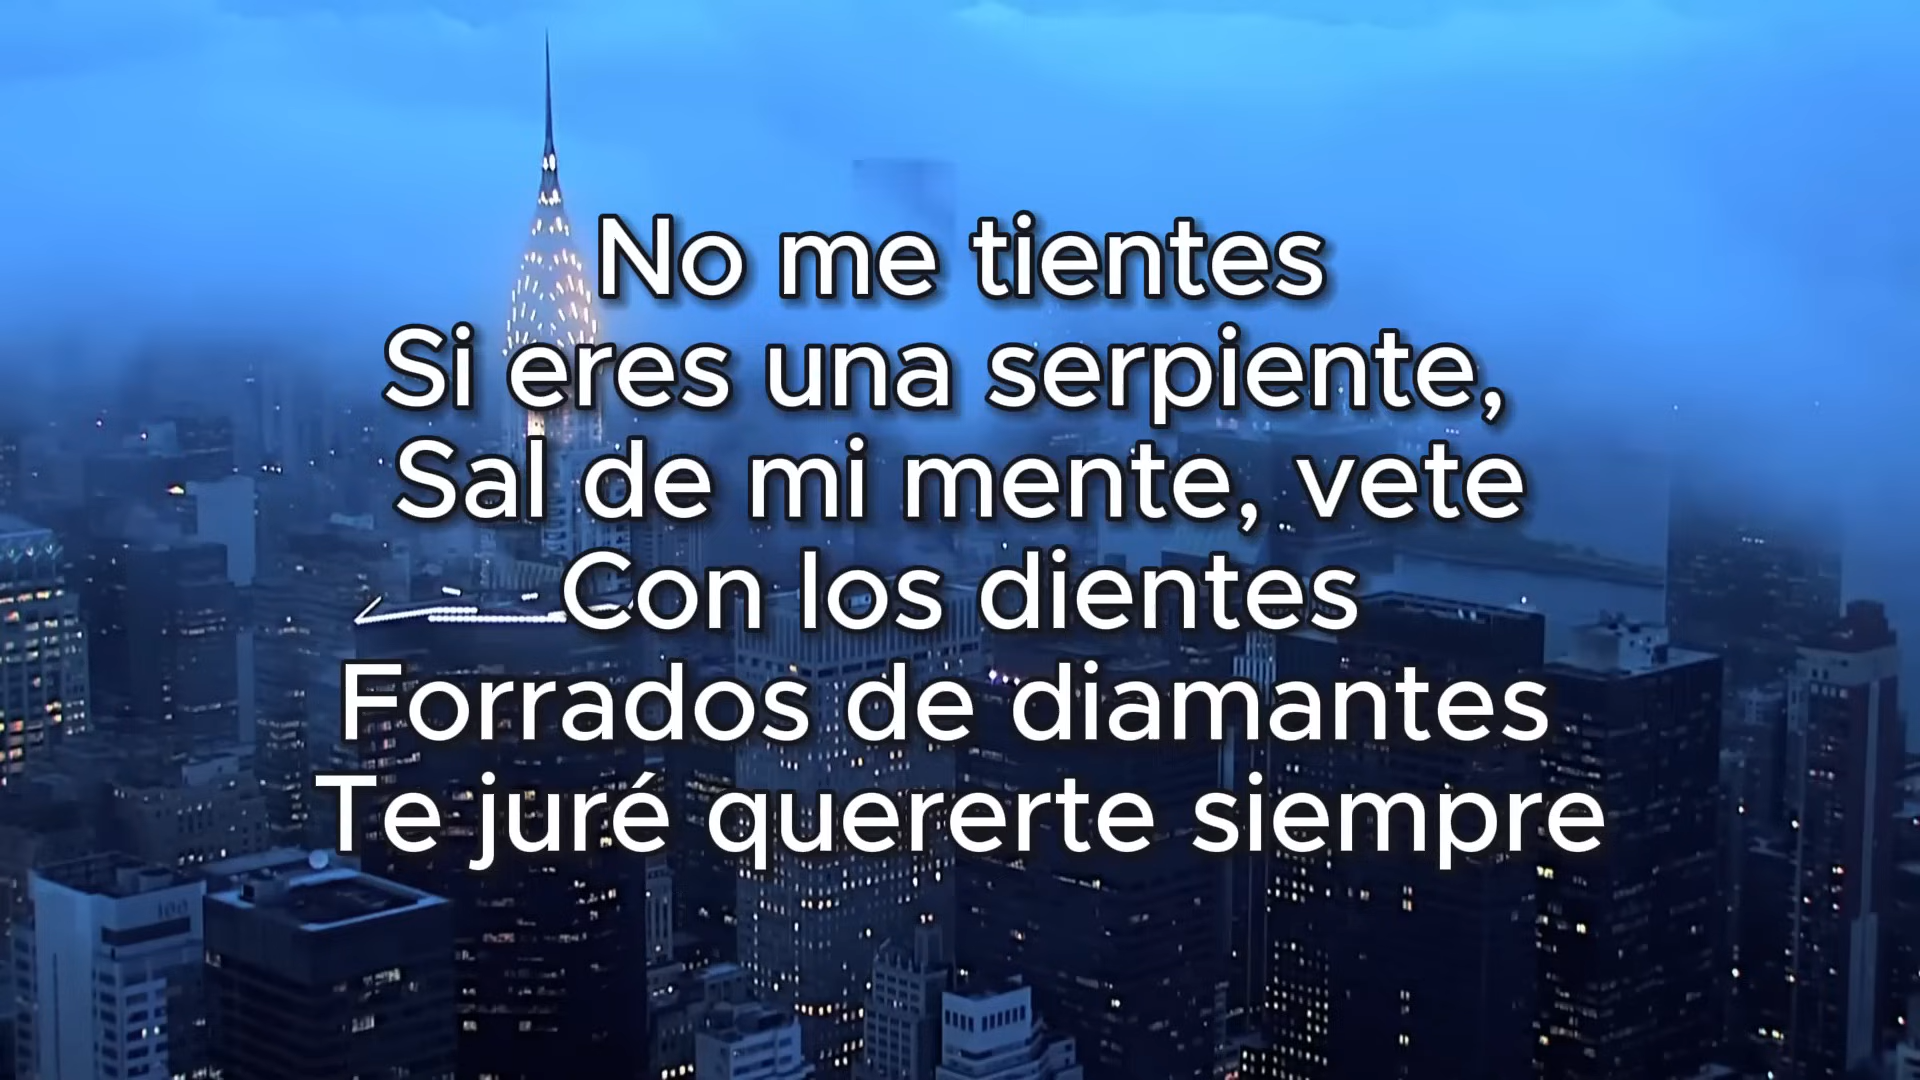 No me tientes
Si eres una serpiente,
Sal de mi mente, vete
Con los dientes
Forrados de diamantes
Te juré quererte siempre